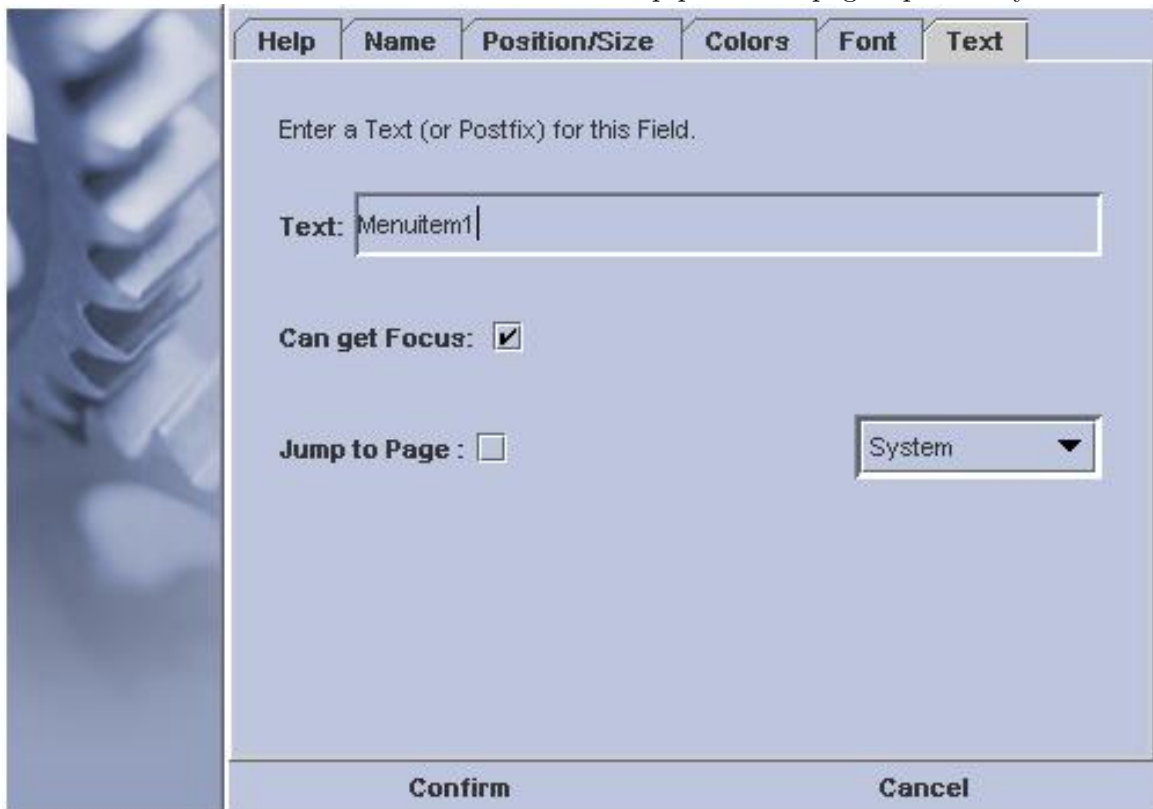 Help Name Position/Size Colors Font Text
Enter a Text (or Postfix) for this Field.
Text: Menuitem1
Can get Focus:
Jump to Page : System
Confirm Cancel